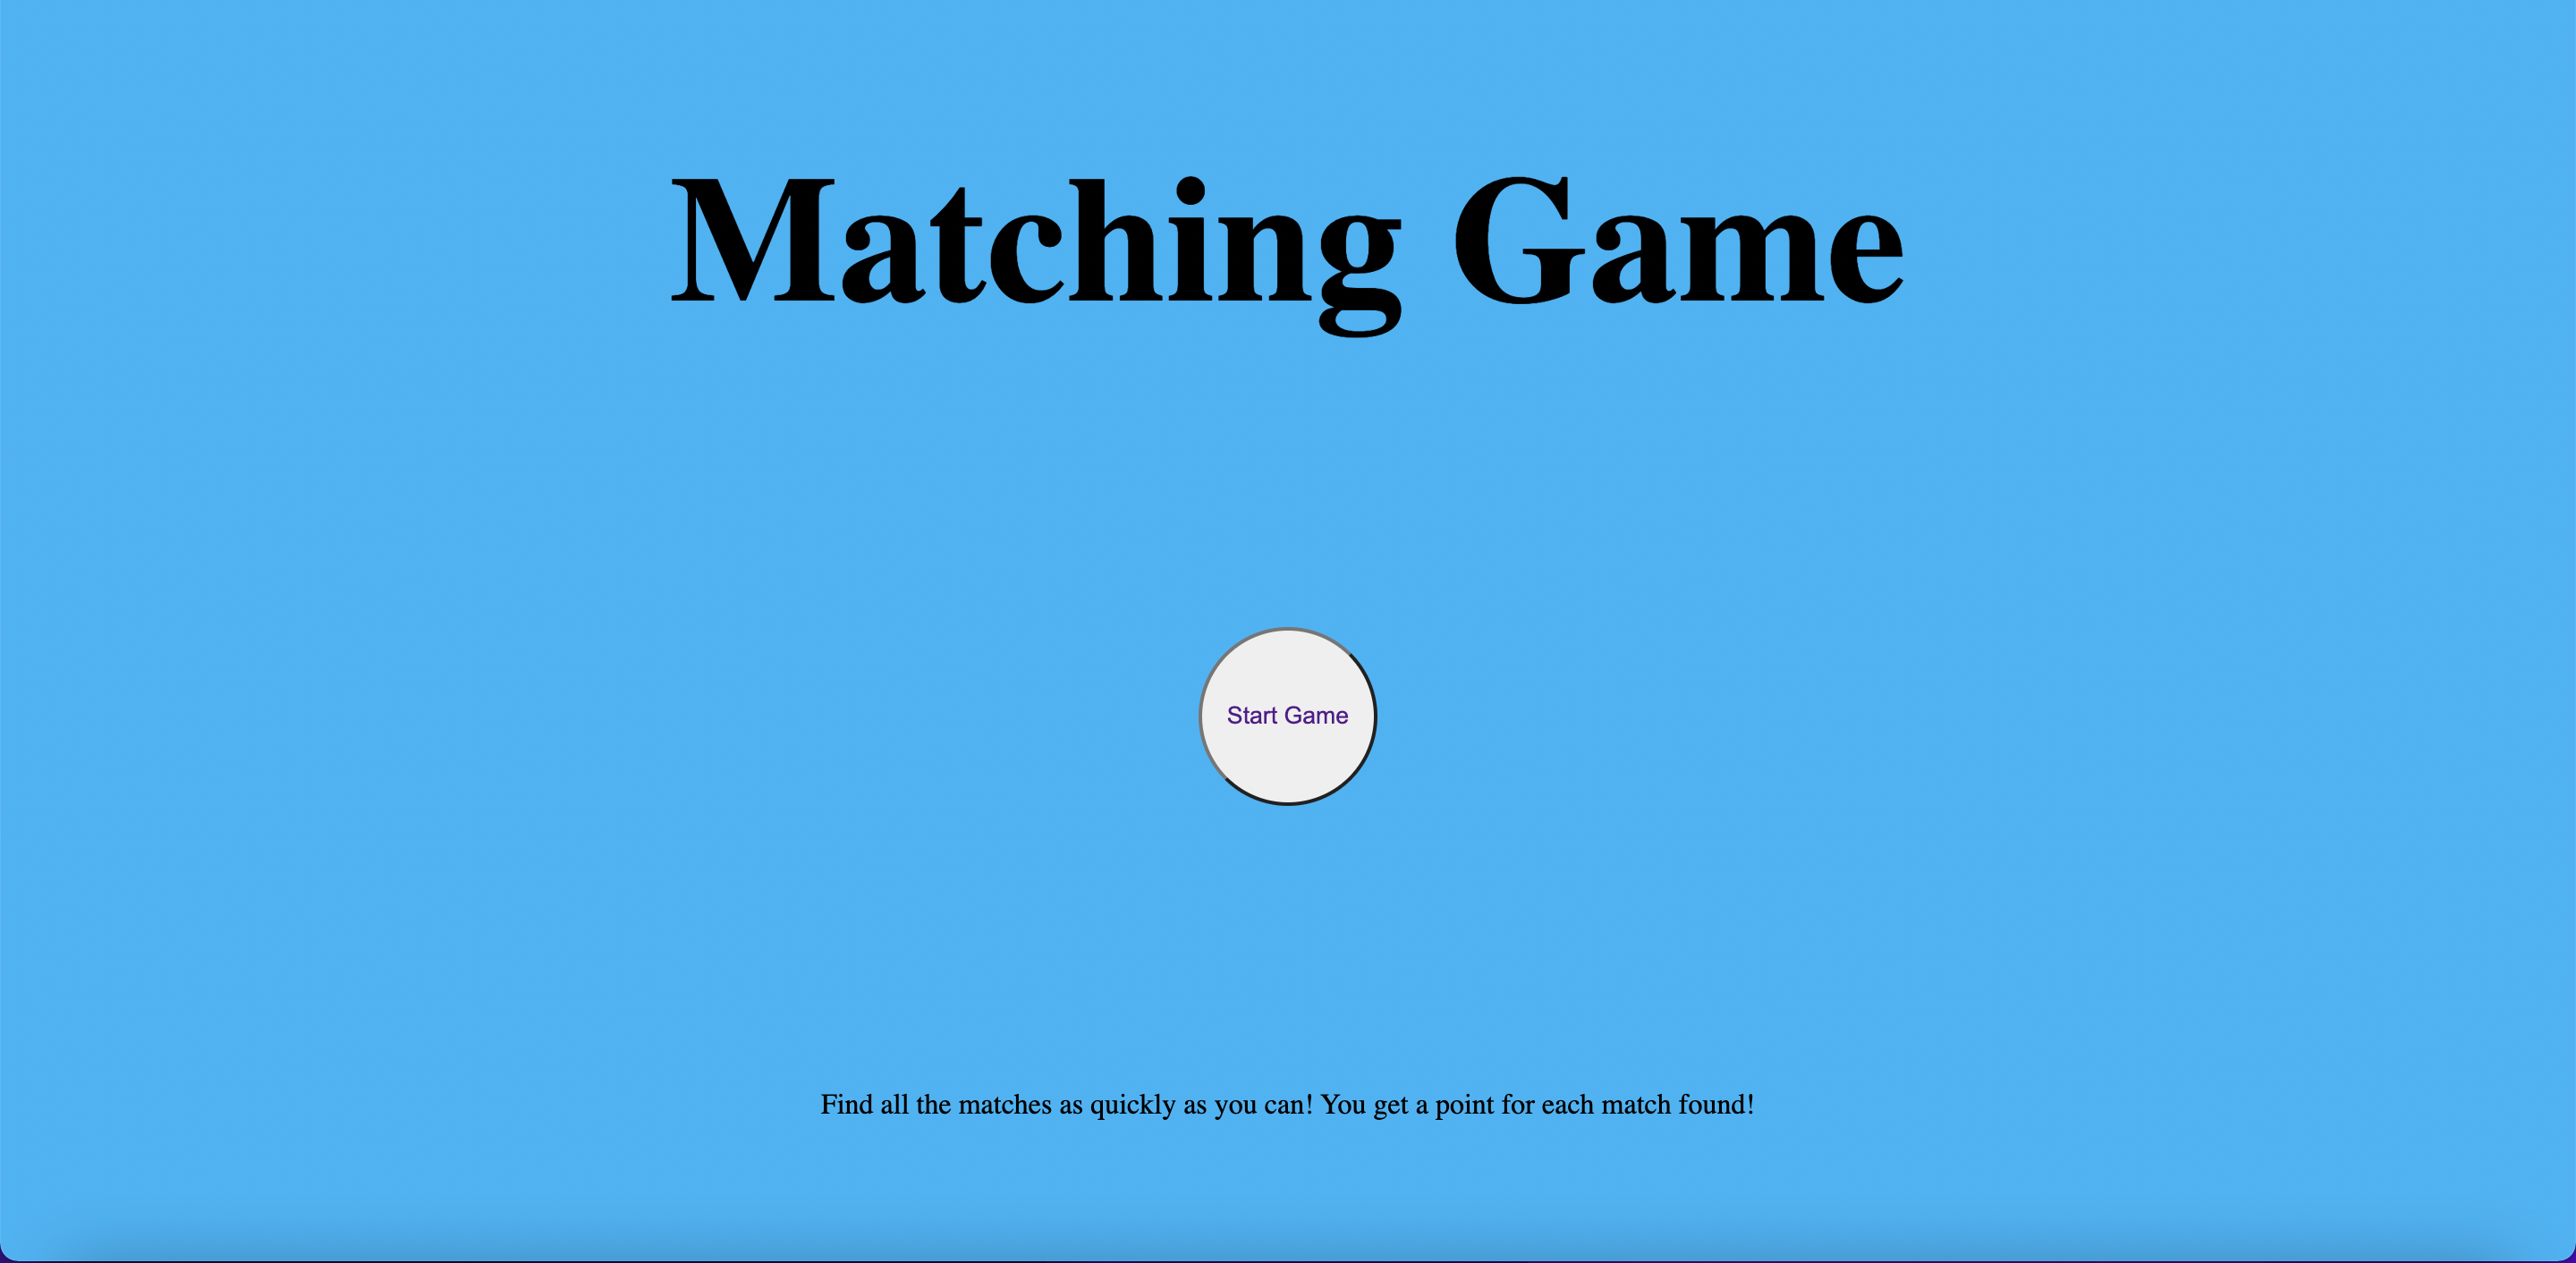 Matching Game
Start Game
Find all the matches as quickly as you can! You get a point for each match found!